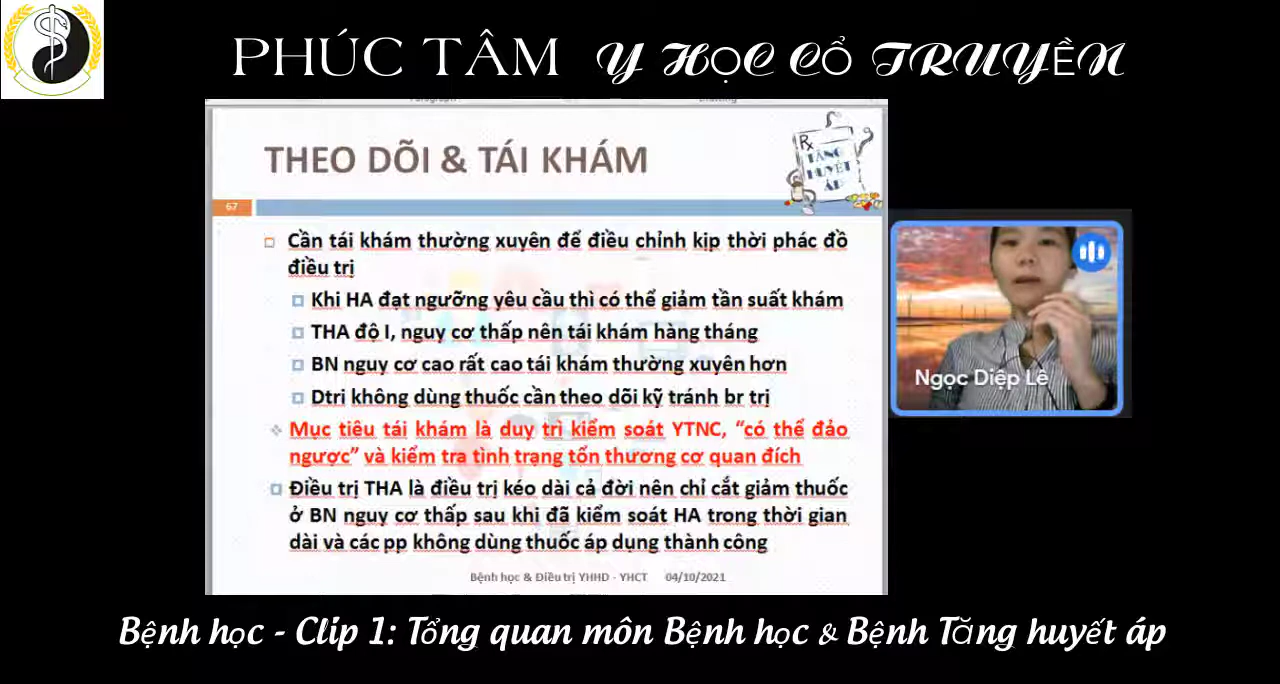 PHÚC TÂM Y HỌC CỔ TRUYỀN
THEO DÕI & TÁI KHÁM
Rx
TĂNG
HUYẾT
ÁP
67
Cần tái khám thường xuyên để điều chỉnh kịp thời phác đồ
điều trị
Khi HA đạt ngưỡng yêu cầu thì có thể giảm tần suất khám
THA độ I, nguy cơ thấp nên tái khám hàng tháng
BN nguy cơ cao rất cao tái khám thường xuyên hơn
Dtri không dùng thuốc cần theo dõi kỹ tránh br trị
Mục tiêu tái khám là duy trì kiểm soát YTNC, “có thể đảo
ngược” và kiểm tra tình trạng tổn thương cơ quan đích
Điều trị THA là điều trị kéo dài cả đời nên chỉ cắt giảm thuốc
ở BN nguy cơ thấp sau khi đã kiểm soát HA trong thời gian
dài và các pp không dùng thuốc áp dụng thành công
Bệnh học & Điều trị YHHD - YHCT 04/10/2021
Ngọc Diệp Lê
Bệnh học - Clip 1: Tổng quan môn Bệnh học & Bệnh Tăng huyết áp